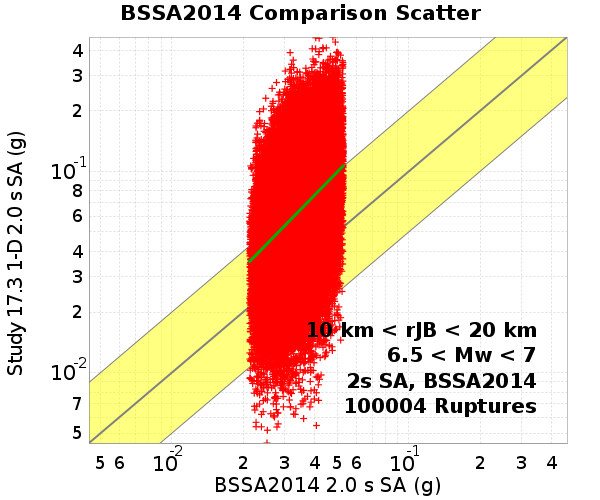 BSSA2014 Comparison Scatter
Study 17.3 1-D 2.0 s SA (g)
4
3
2
10-1
8
6
4
3
2
10-2
7
5
10 km < rJB < 20 km
6.5 < Mw < 7
2s SA, BSSA2014
100004 Ruptures
5 6 10-2 2 3 4 5 6 10-1 2 3 4
BSSA2014 2.0 s SA (g)